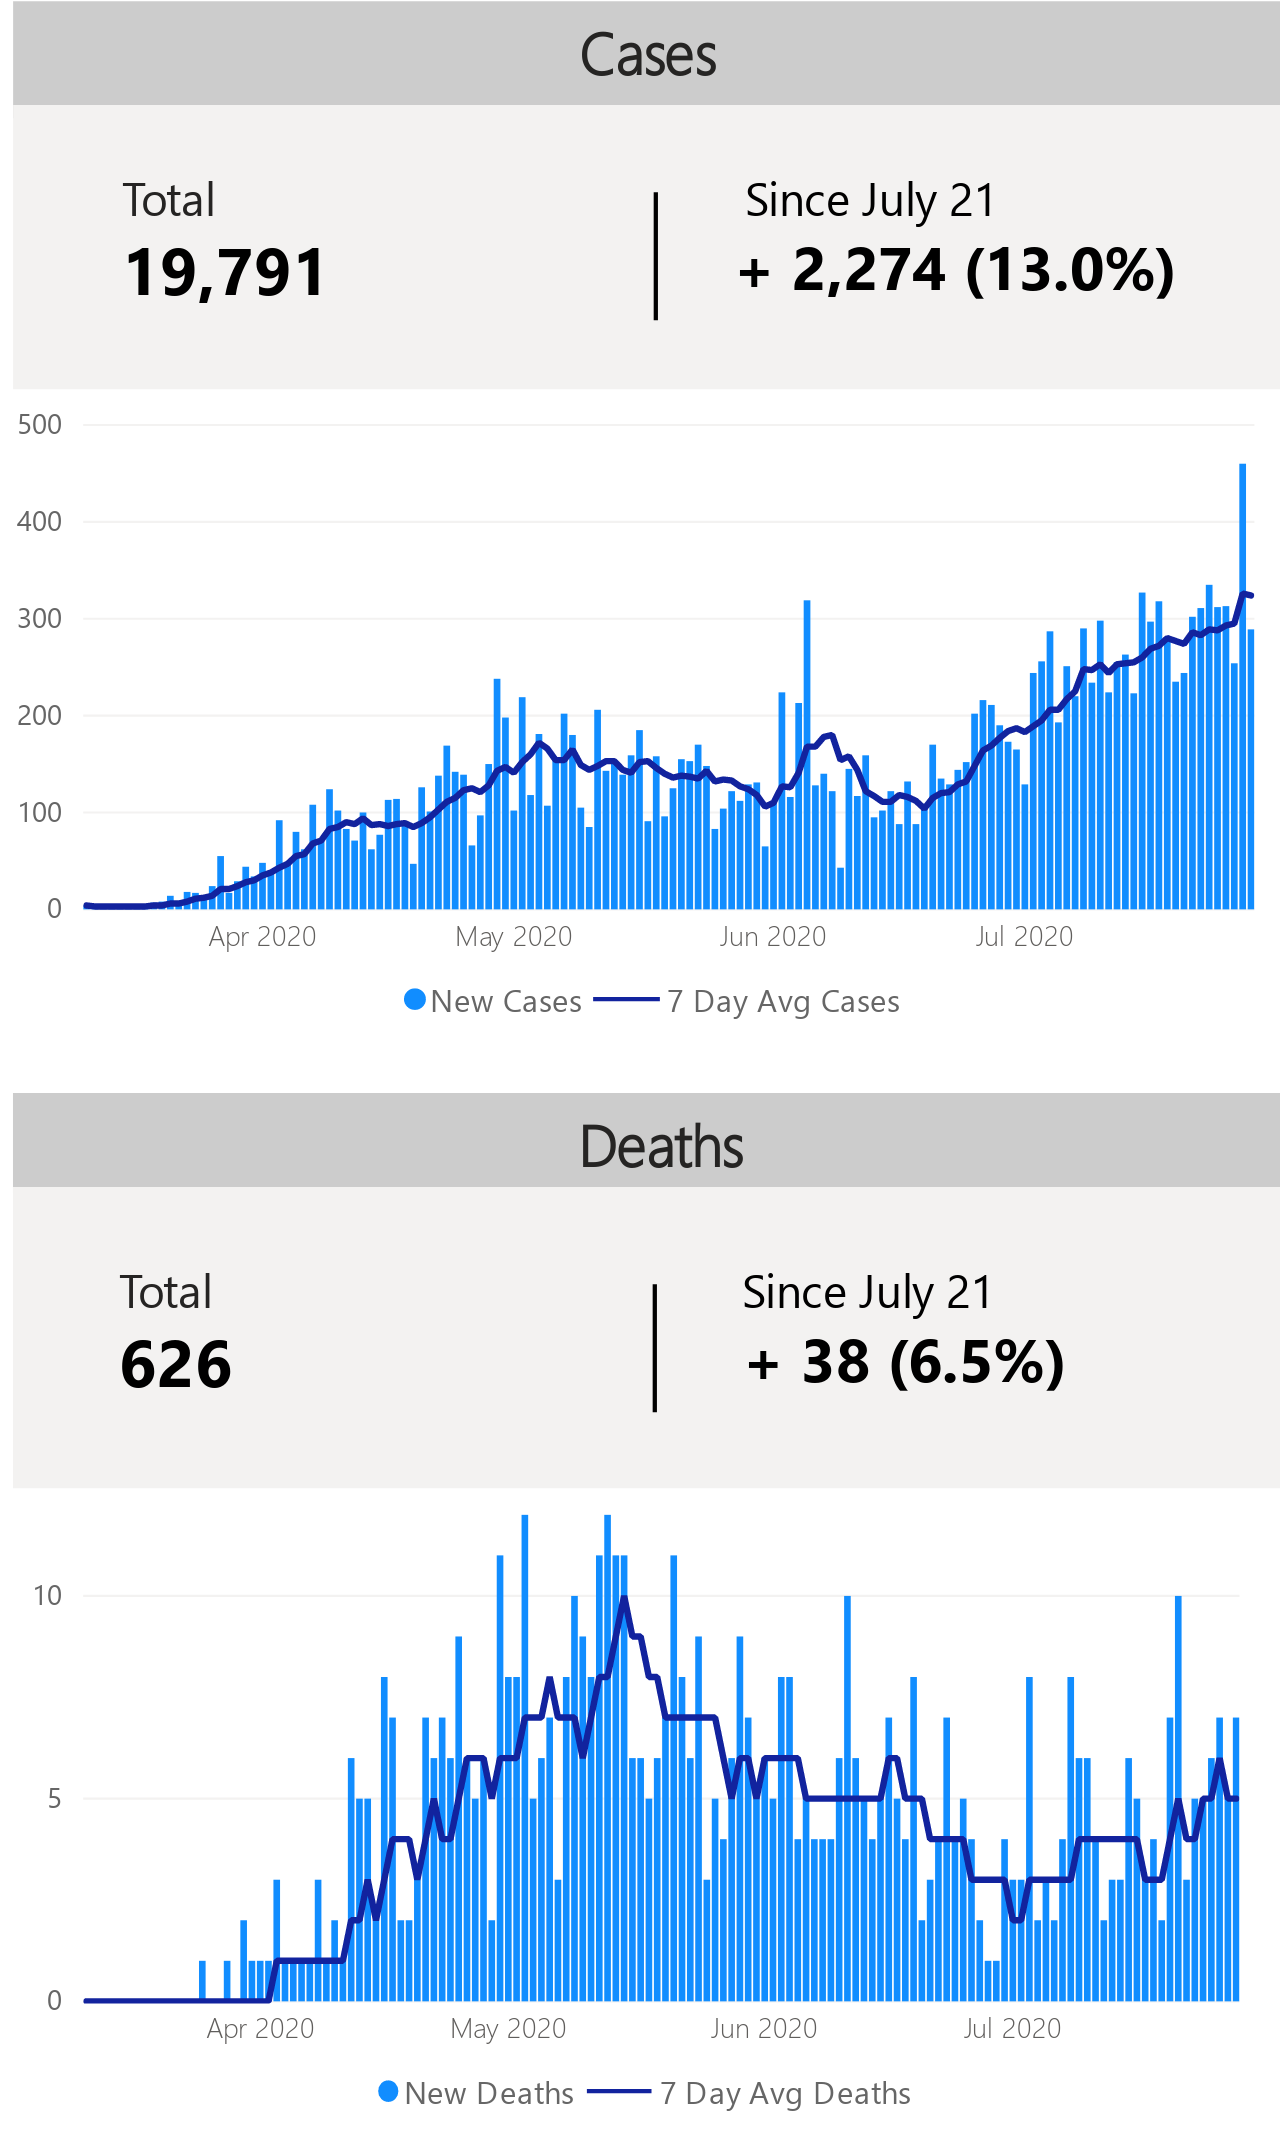 Cases
Total
Since July 21
19,791
+ 2,274 (13.0%)
500
400
300
200
100
0
Apr 2020 May 2020 Jun 2020 Jul 2020
New Cases 7 Day Avg Cases
Deaths
Total
Since July 21
626
+ 38 (6.5%)
10
5
0
Apr 2020 May 2020 Jun 2020 Jul 2020
New Deaths 7 Day Avg Deaths